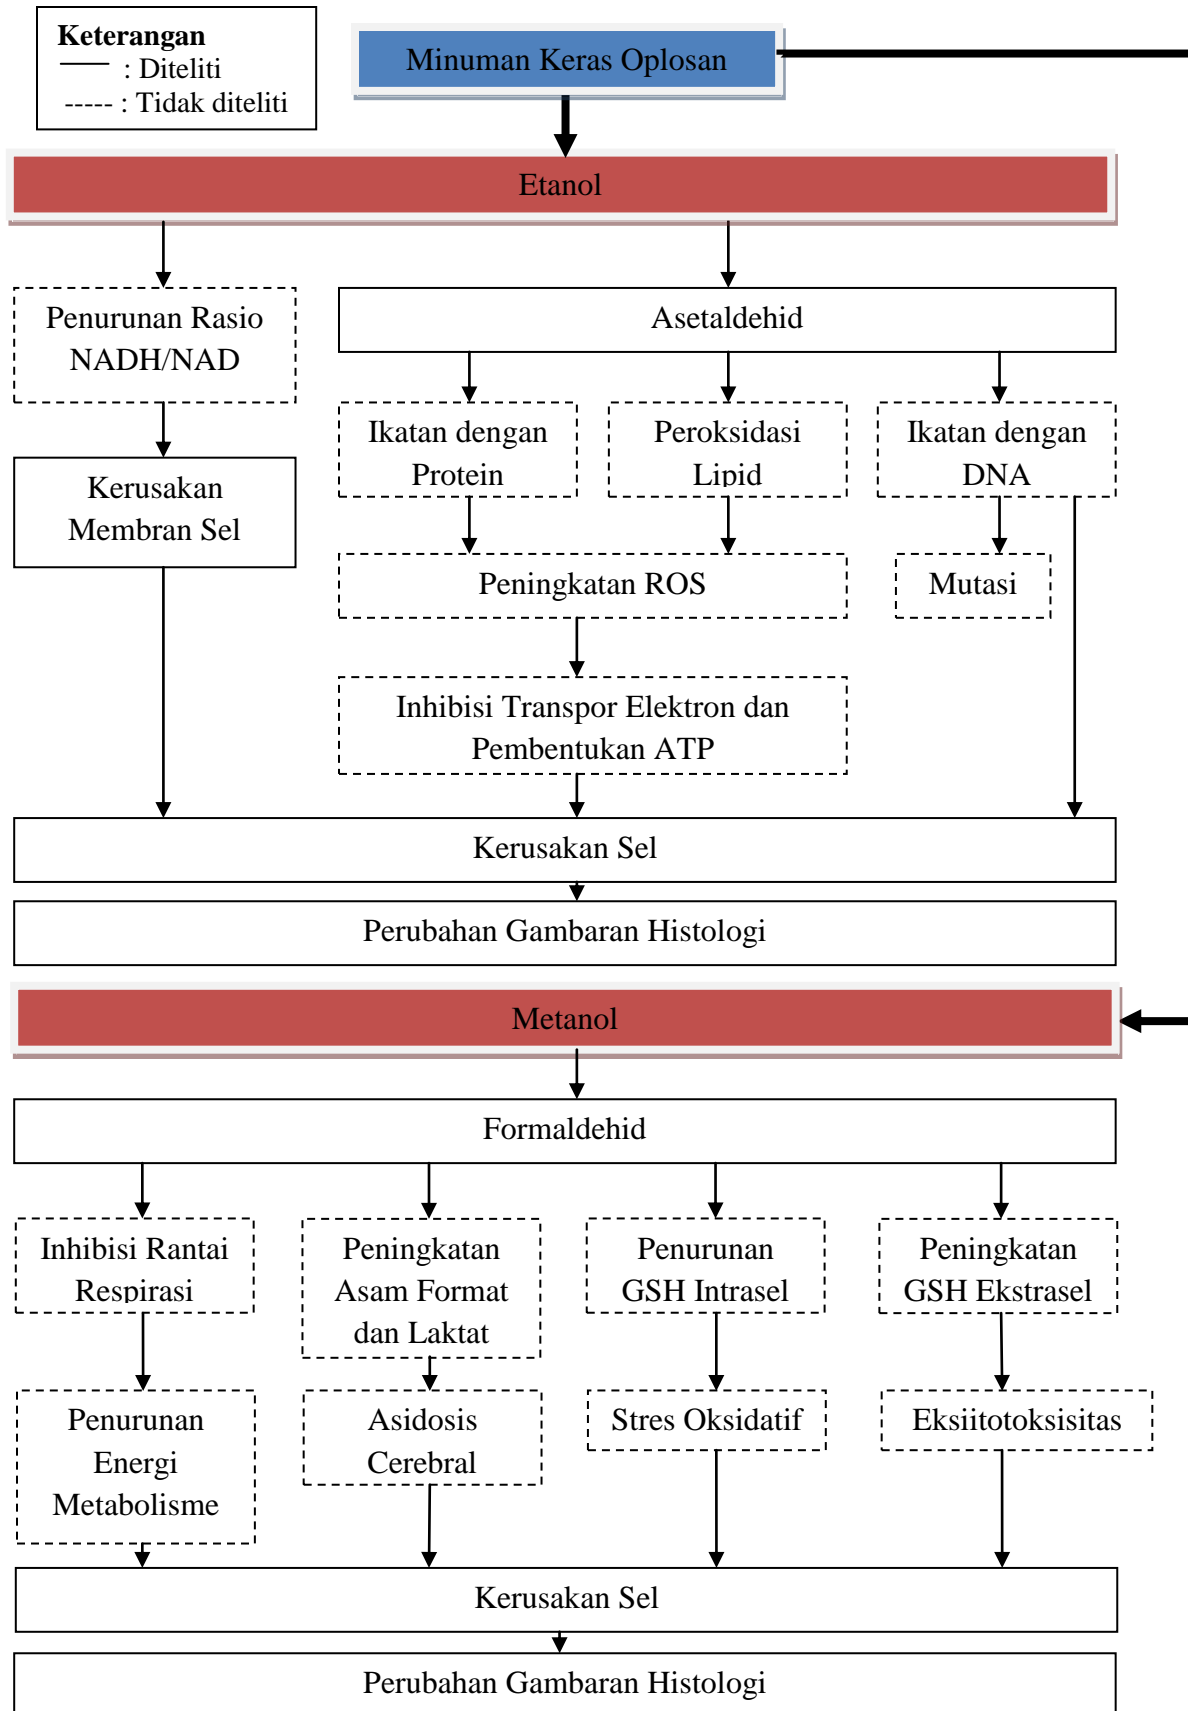 Keterangan
—— : Diteliti
----- : Tidak diteliti
Minuman Keras Oplosan
Etanol
Penurunan Rasio
NADH/NAD
Asetaldehid
Ikatan dengan
Protein
Peroksidasi
Lipid
Ikatan dengan
DNA
Kerusakan
Membran Sel
Peningkatan ROS
Mutasi
Inhibisi Transpor Elektron dan
Pembentukan ATP
Kerusakan Sel
Perubahan Gambaran Histologi
Metanol
Formaldehid
Inhibisi Rantai
Respirasi
Peningkatan
Asam Format
dan Laktat
Penurunan
GSH Intrasel
Peningkatan
GSH Ekstrasel
Penurunan
Energi
Metabolisme
Asidosis
Cerebral
Stres Oksidatif
Eksiitotoksisitas
Kerusakan Sel
Perubahan Gambaran Histologi